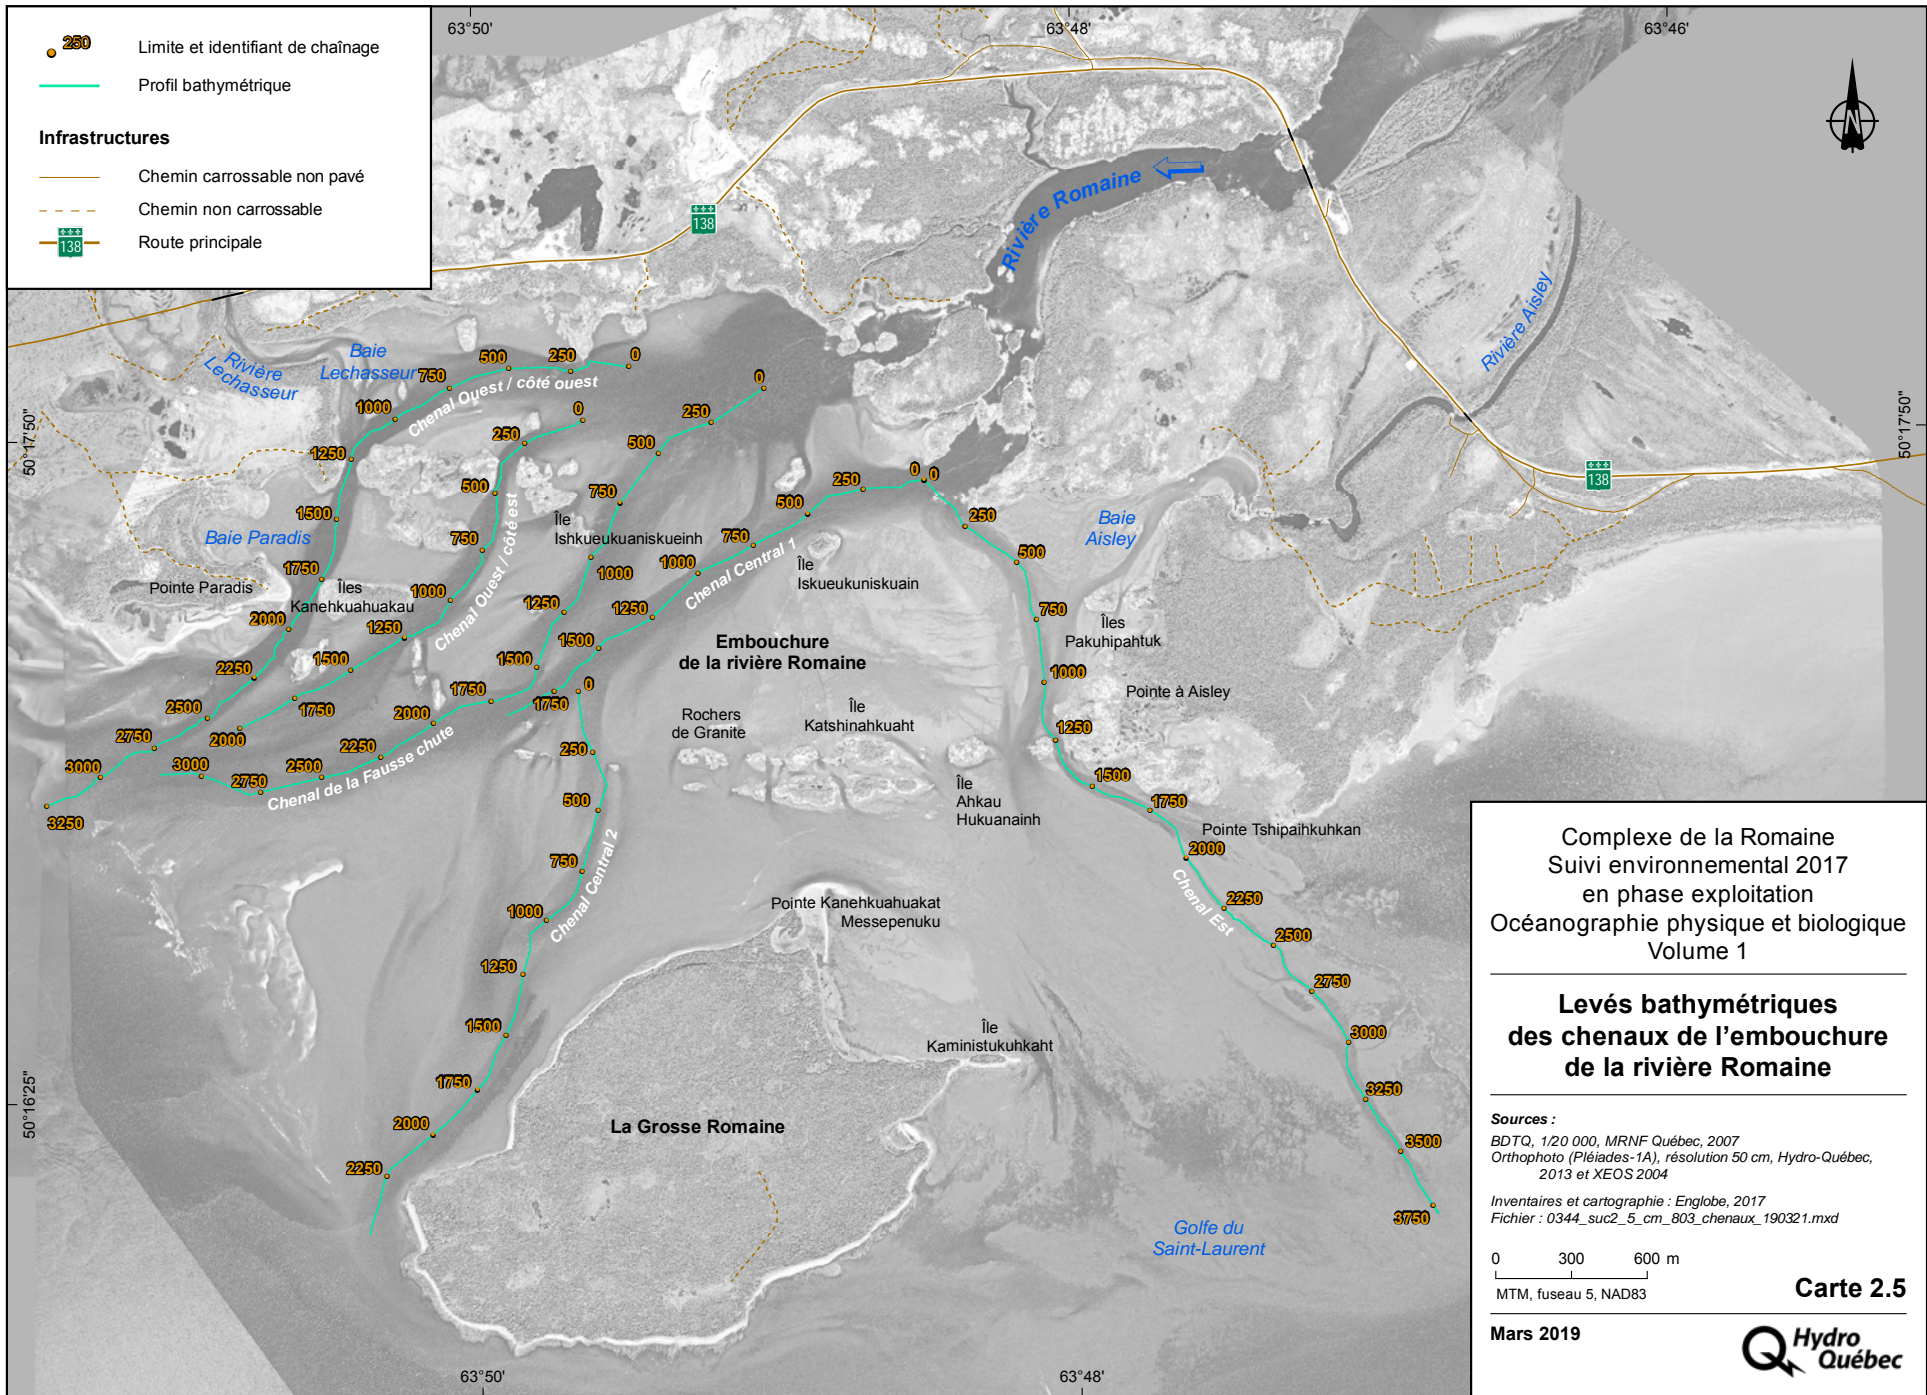 63°50'
63°48'
63°46'
250
Limite et identifiant de chaînage
Profil bathymétrique
Infrastructures
Chemin carrossable non pavé
Chemin non carrossable
138
Route principale
N
138
138
Rivière Romaine
Rivière Aisley
Rivière
Lechasseur
Baie
Lechasseur
Baie Paradis
Baie
Aisley
50°17'50"
50°17'50"
50°16'25"
Chenal Ouest / côté ouest
0
250
500
750
1000
1250
1500
1750
2000
2250
2500
2750
3000
3250
Chenal Ouest / côté est
0
250
500
750
1000
1250
1500
1750
2000
Chenal de la Fausse chute
0
250
500
750
1000
1250
1500
1750
2000
2250
2500
2750
3000
Chenal Central 1
0
250
500
750
1000
1250
1500
1750
Chenal Central 2
0
250
500
750
1000
1250
1500
1750
2000
2250
Chenal Est
0
250
500
750
1000
1250
1500
1750
2000
2250
2500
2750
3000
3250
3500
3750
Île
Ishkueukuaniskueinh
Île
Iskueukuniskuain
Pointe Paradis
Îles
Kanehkuahuakau
Embouchure
de la rivière Romaine
Îles
Pakuhipahtuk
Pointe à Aisley
Rochers
de Granite
Île
Katshinahkuaht
Île
Ahkau
Hukuanainh
Pointe Tshipaihkuhkan
Pointe Kanehkuahuakat
Messepenuku
Île
Kaministukuhkaht
La Grosse Romaine
Golfe du
Saint-Laurent
63°50'
63°48'
Complexe de la Romaine
Suivi environnemental 2017
en phase exploitation
Océanographie physique et biologique
Volume 1
Levés bathymétriques
des chenaux de l'embouchure
de la rivière Romaine
Sources :
BDTQ, 1/20 000, MRNF Québec, 2007
Orthophoto (Pléiades-1A), résolution 50 cm, Hydro-Québec,
2013 et XEOS 2004
Inventaires et cartographie : Englobe, 2017
Fichier : 0344_suc2_5_cm_803_chenaux_190321.mxd
0 300 600 m
MTM, fuseau 5, NAD83
Carte 2.5
Mars 2019
Hydro
Québec